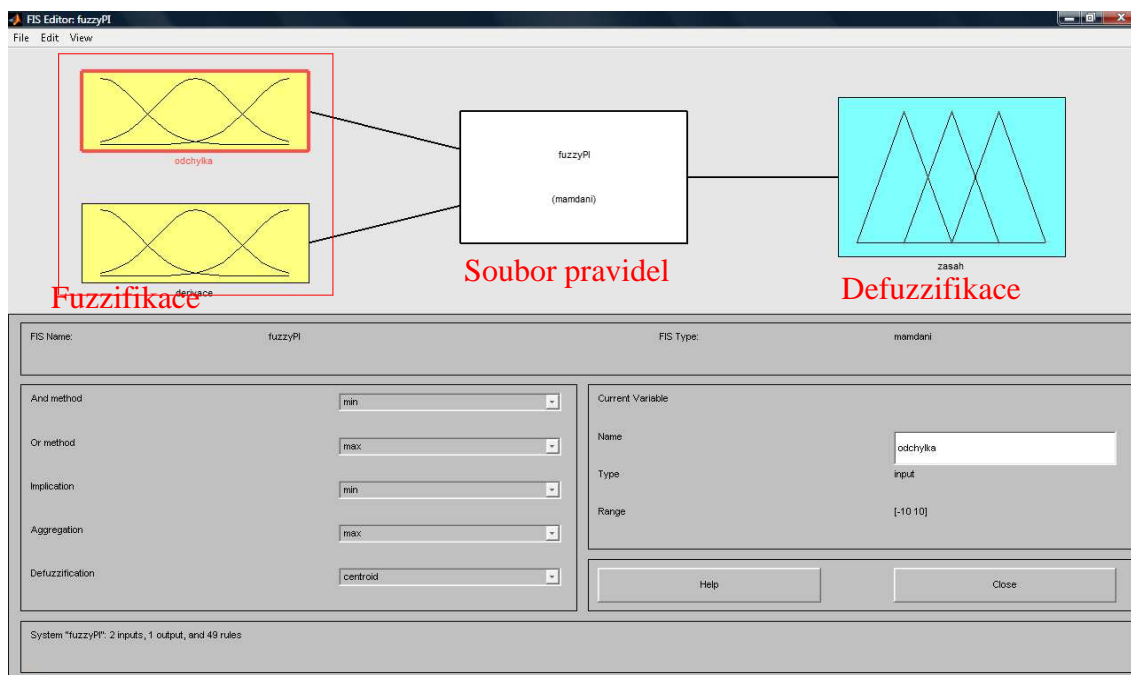 FIS Editor: fuzzyPI
File Edit View
odchylka
derivace
Fuzzifikace
fuzzyPI
(mamdani)
Soubor pravidel
zasah
Defuzzifikace
FIS Name: fuzzyPI FIS Type: mamdani
And method min
Or method max
Implication min
Aggregation max
Defuzzification centroid
Current Variable
Name odchylka
Type input
Range [-10 10]
Help Close
System "fuzzyPI": 2 inputs, 1 output, and 49 rules